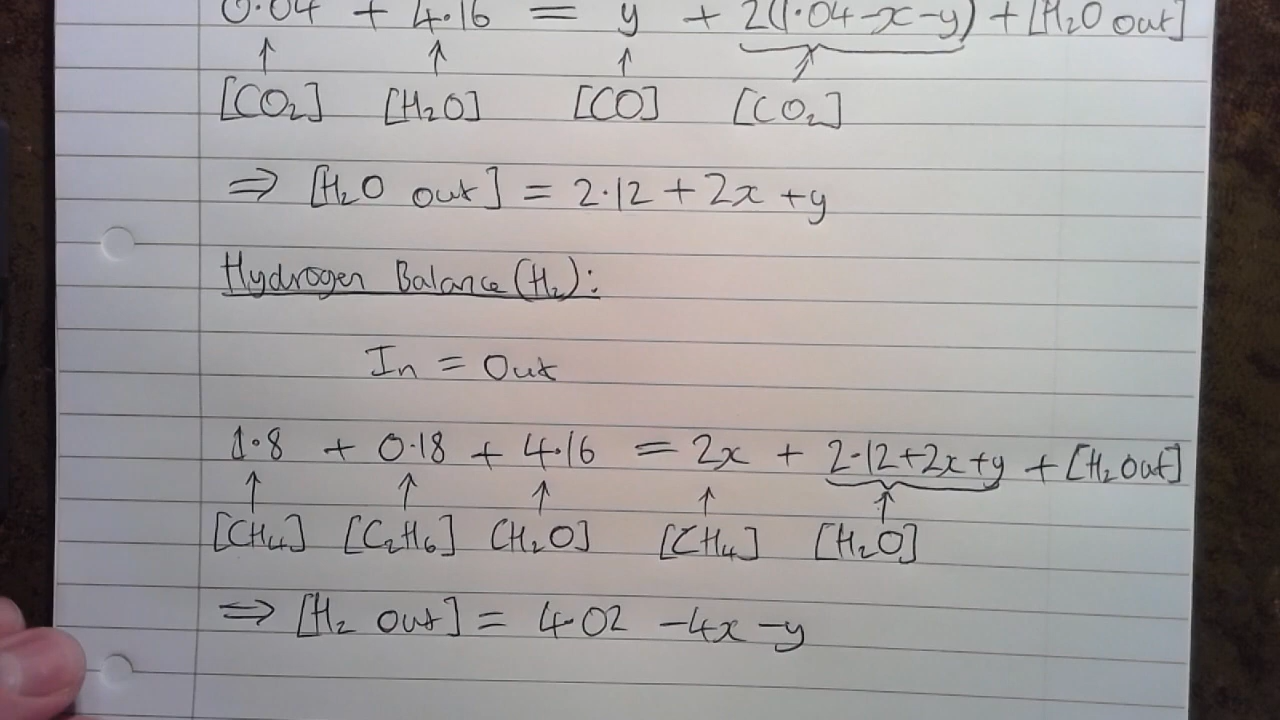 0.04 + 4.16 = y + 2(1.04-x-y) + [H₂O out]
↑ ↑ ↑ ↑
[CO₂] [H₂O] [CO] [CO₂]
⇒ [H₂O out] = 2.12 + 2x + y
Hydrogen Balance (H₂):
In = Out
1.8 + 0.18 + 4.16 = 2x + 2.12+2x+y + [H₂ out]
↑ ↑ ↑ ↑ ↑
[CH₄] [C₂H₆] [H₂O] [CH₄] [H₂O]
⇒ [H₂ out] = 4.02 - 4x - y